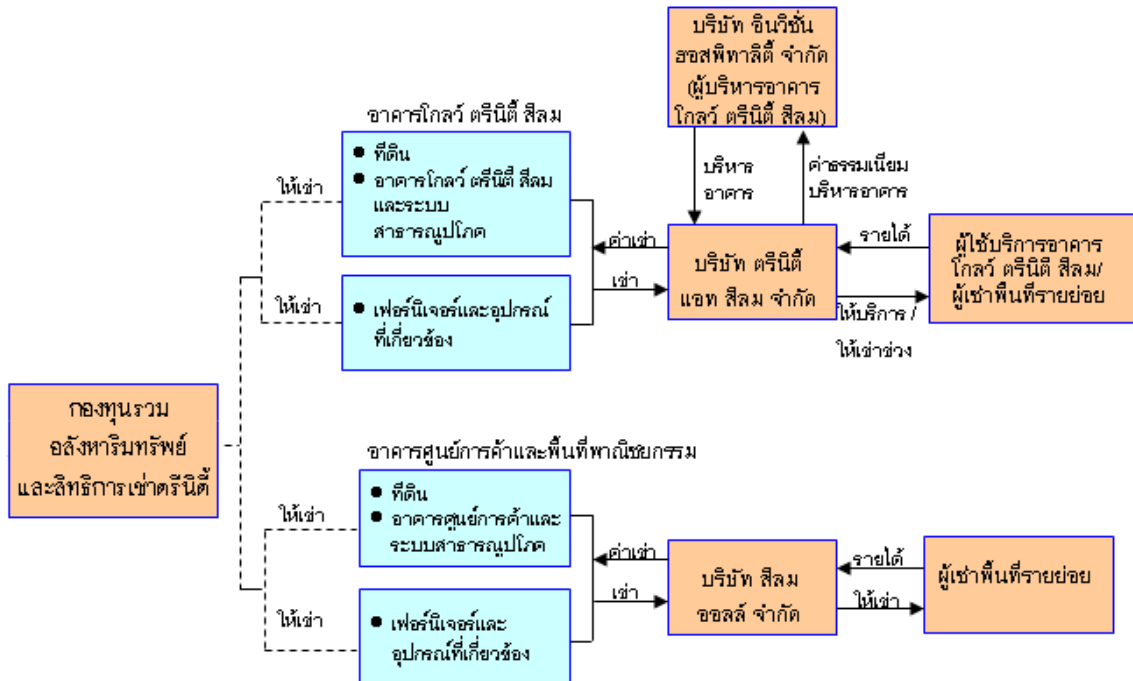 บริษัท อินวิชั่น
ฮอสพิทาลิตี้ จำกัด
(ผู้บริหารอาคาร
โกลว์ ตรีนิตี้ สีลม)
อาคารโกลว์ ตรีนิตี้ สีลม
บริหาร
อาคาร
ค่าธรรมเนียม
บริหารอาคาร
ให้เช่า
● ที่ดิน
● อาคารโกลว์ ตรีนิตี้ สีลม
และระบบ
สาธารณูปโภค
ค่าเช่า
เช่า
บริษัท ตรีนิตี้
แอท สีลม จำกัด
รายได้
ให้บริการ /
ให้เช่าช่วง
ผู้ใช้บริการอาคาร
โกลว์ ตรีนิตี สีลม/
ผู้เช่าพื้นที่รายย่อย
ให้เช่า
● เฟอร์นิเจอร์และอุปกรณ์
ที่เกี่ยวข้อง
กองทุนรวม
อสังหาริมทรัพย์
และสิทธิการเช่าตรีนิตี้
อาคารศูนย์การค้าและพื้นที่พาณิชยกรรม
ให้เช่า
● ที่ดิน
● อาคารศูนย์การค้าและ
ระบบสาธารณูปโภค
ค่าเช่า
เช่า
บริษัท สีลม
ออลล์ จำกัด
รายได้
ให้เช่า
ผู้เช่าพื้นที่รายย่อย
ให้เช่า
● เฟอร์นิเจอร์และ
อุปกรณ์ที่เกี่ยวข้อง